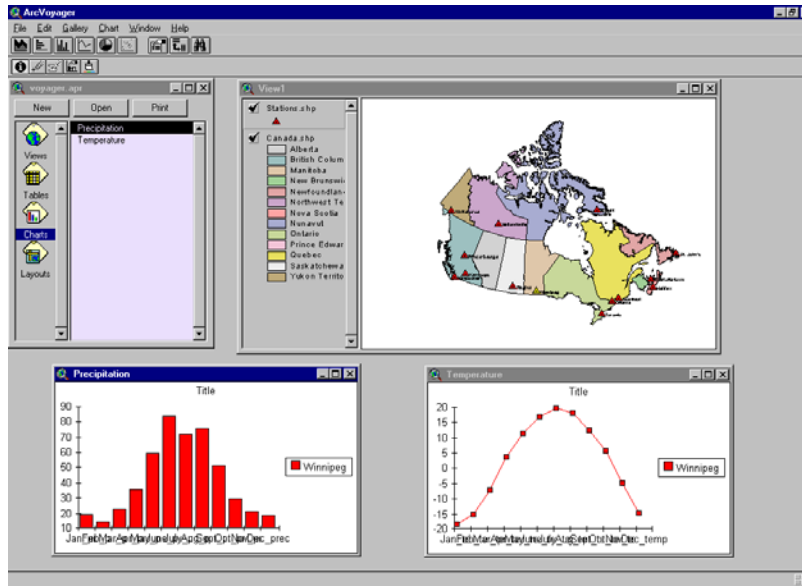 ArcVoyager
File Edit Gallery Chart Window Help
voyager.apr
New Open Print
Views
Tables
Charts
Layouts
Precipitation
Temperature
View1
Stations.shp
Canada.shp
Alberta
British Colum
Manitoba
New Brunswi
Newfoundlan
Northwest Te
Nova Scotia
Nunavut
Ontario
Prince Edwar
Quebec
Saskatchewa
Yukon Territo
Precipitation
Title
90
80
70
60
50
40
30
20
10
Winnipeg
Temperature
Title
20
15
10
5
0
-5
-10
-15
-20
Winnipeg